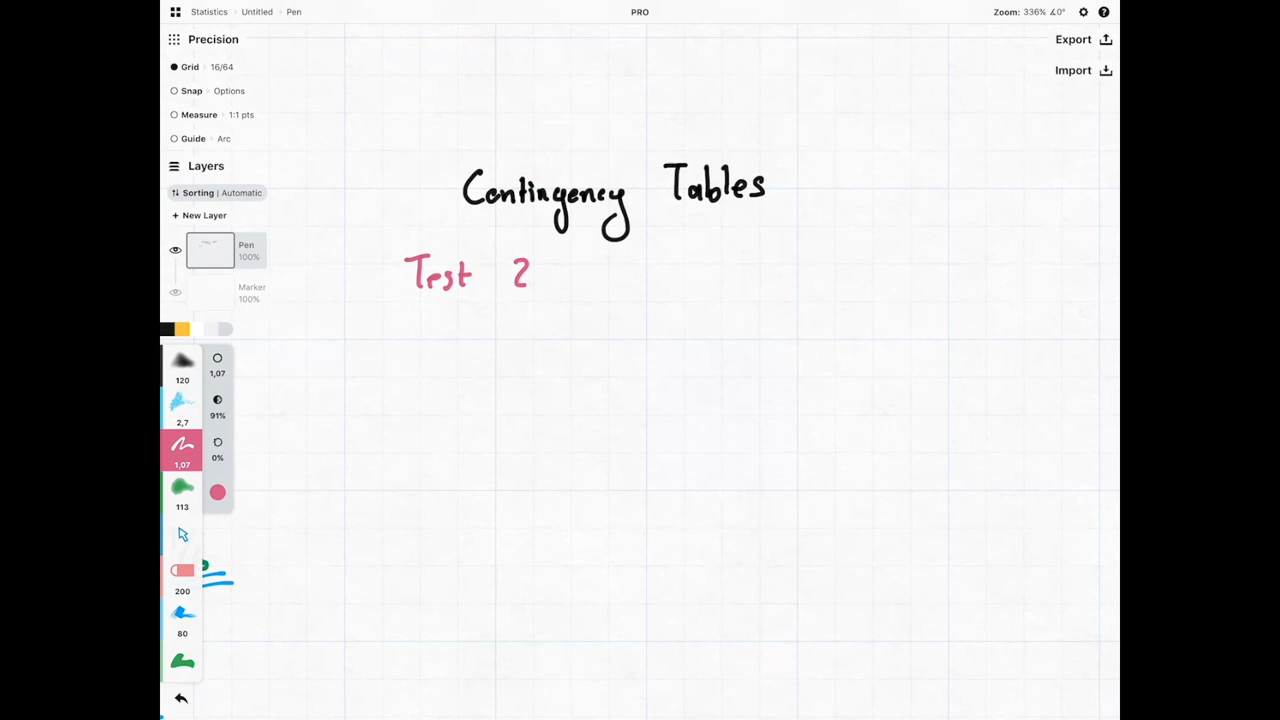 Statistics › Untitled › Pen
PRO
Zoom: 336% ∡0°
Precision
Export
Grid › 16/64
Import
Snap › Options
Measure › 1:1 pts
Guide › Arc
Layers
Sorting | Automatic
+ New Layer
Pen
100%
Marker
100%
Contingency Tables
Test 2
120
2,7
1,07
113
200
80
1,07
91%
0%